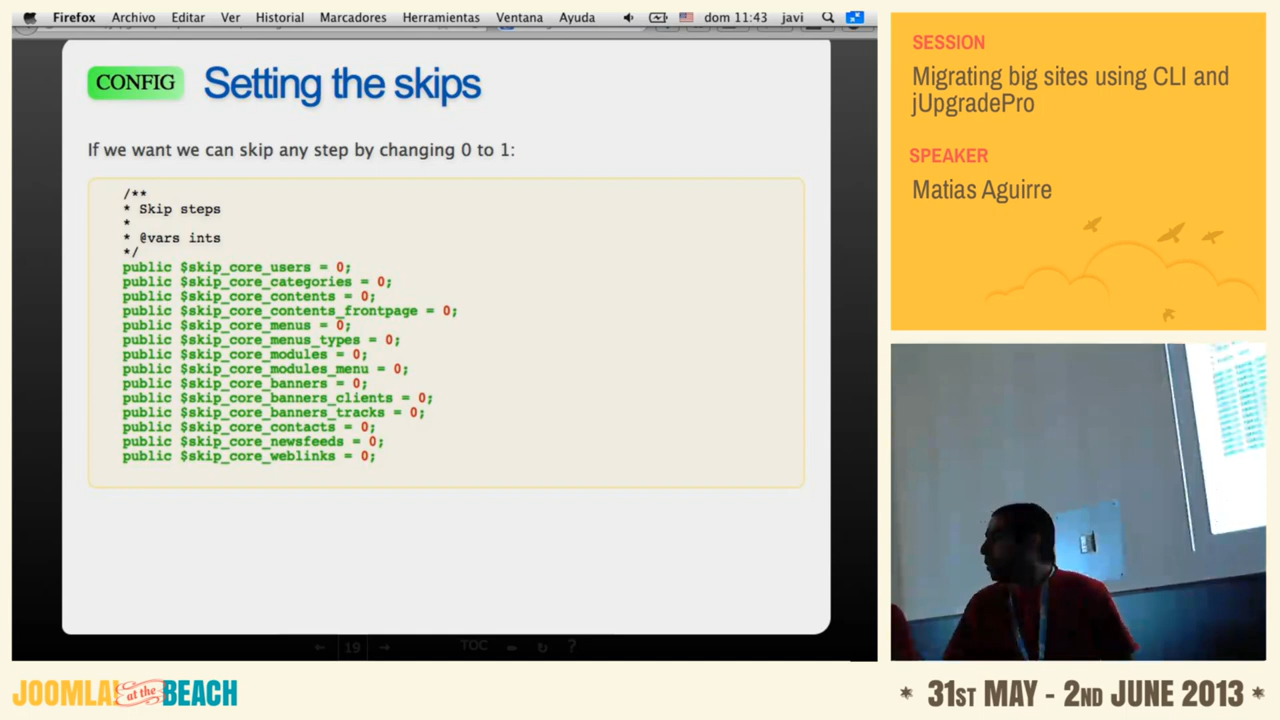 Firefox Archivo Editar Ver Historial Marcadores Herramientas Ventana Ayuda dom 11:43 javi
CONFIG Setting the skips
If we want we can skip any step by changing 0 to 1:
/**
* Skip steps
*
* @vars ints
*/
public $skip_core_users = 0;
public $skip_core_categories = 0;
public $skip_core_contents = 0;
public $skip_core_contents_frontpage = 0;
public $skip_core_menus = 0;
public $skip_core_menus_types = 0;
public $skip_core_modules = 0;
public $skip_core_modules_menu = 0;
public $skip_core_banners = 0;
public $skip_core_banners_clients = 0;
public $skip_core_banners_tracks = 0;
public $skip_core_contacts = 0;
public $skip_core_newsfeeds = 0;
public $skip_core_weblinks = 0;
← 19 → TOC ?
SESSION
Migrating big sites using CLI and
jUpgradePro
SPEAKER
Matias Aguirre
JOOMLA! at the BEACH
* 31ST MAY - 2ND JUNE 2013 *